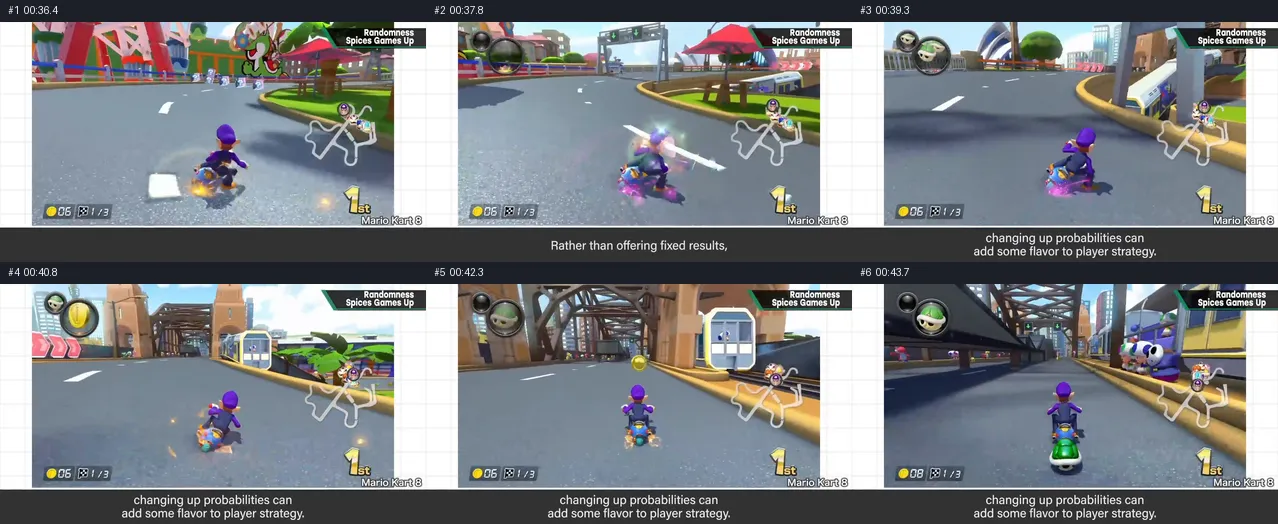 #1 00:36.4
Randomness
Spices Games Up
06 1/3
1st
Mario Kart 8
#2 00:37.8
Randomness
Spices Games Up
06 1/3
1st
Mario Kart 8
Rather than offering fixed results,
#3 00:39.3
Randomness
Spices Games Up
06 1/3
1st
Mario Kart 8
changing up probabilities can
add some flavor to player strategy.
#4 00:40.8
Randomness
Spices Games Up
06 1/3
1st
Mario Kart 8
changing up probabilities can
add some flavor to player strategy.
#5 00:42.3
Randomness
Spices Games Up
06 1/3
1st
Mario Kart 8
changing up probabilities can
add some flavor to player strategy.
#6 00:43.7
Randomness
Spices Games Up
08 1/3
1st
Mario Kart 8
changing up probabilities can
add some flavor to player strategy.